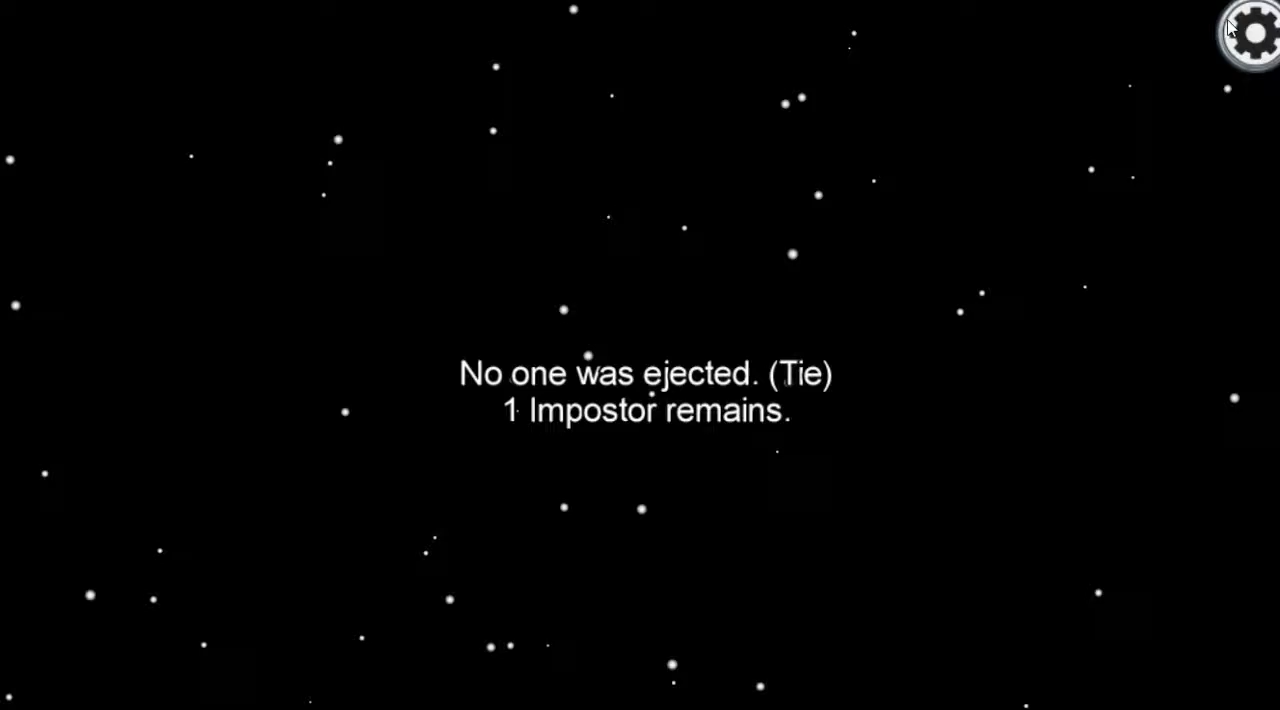 No one was ejected. (Tie)
1 Impostor remains.